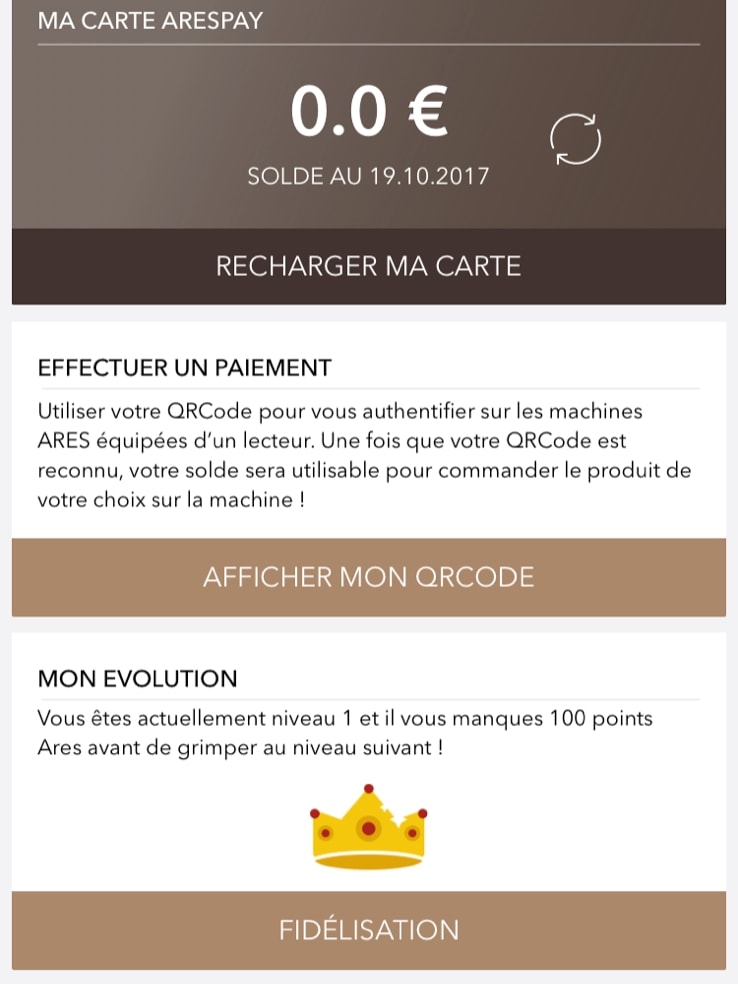 MA CARTE ARESPAY
0.0 €
SOLDE AU 19.10.2017
RECHARGER MA CARTE
EFFECTUER UN PAIEMENT
Utiliser votre QRCode pour vous authentifier sur les machines
ARES équipées d’un lecteur. Une fois que votre QRCode est
reconnu, votre solde sera utilisable pour commander le produit de
votre choix sur la machine !
AFFICHER MON QRCODE
MON EVOLUTION
Vous êtes actuellement niveau 1 et il vous manques 100 points
Ares avant de grimper au niveau suivant !
FIDÉLISATION